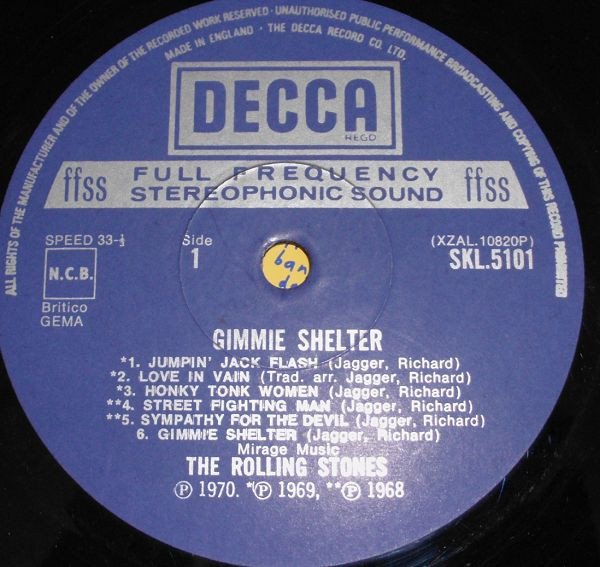 ALL RIGHTS OF THE MANUFACTURER AND OF THE OWNER OF THE RECORDED WORK RESERVED · UNAUTHORISED PUBLIC PERFORMANCE BROADCASTING AND COPYING OF THIS RECORD PROHIBITED
MADE IN ENGLAND · THE DECCA RECORD CO. LTD.
DECCA
REGD
ffss FULL FREQUENCY STEREOPHONIC SOUND ffss
SPEED 33-⅓
Side
1
(XZAL.10820P)
SKL.5101
N.C.B.
Britico
GEMA
ban
GIMMIE SHELTER
*1. JUMPIN' JACK FLASH (Jagger, Richard)
*2. LOVE IN VAIN (Trad. arr. Jagger, Richard)
*3. HONKY TONK WOMEN (Jagger, Richard)
**4. STREET FIGHTING MAN (Jagger, Richard)
**5. SYMPATHY FOR THE DEVIL (Jagger, Richard)
6. GIMMIE SHELTER (Jagger, Richard)
Mirage Music
THE ROLLING STONES
℗ 1970. *℗ 1969, **℗ 1968